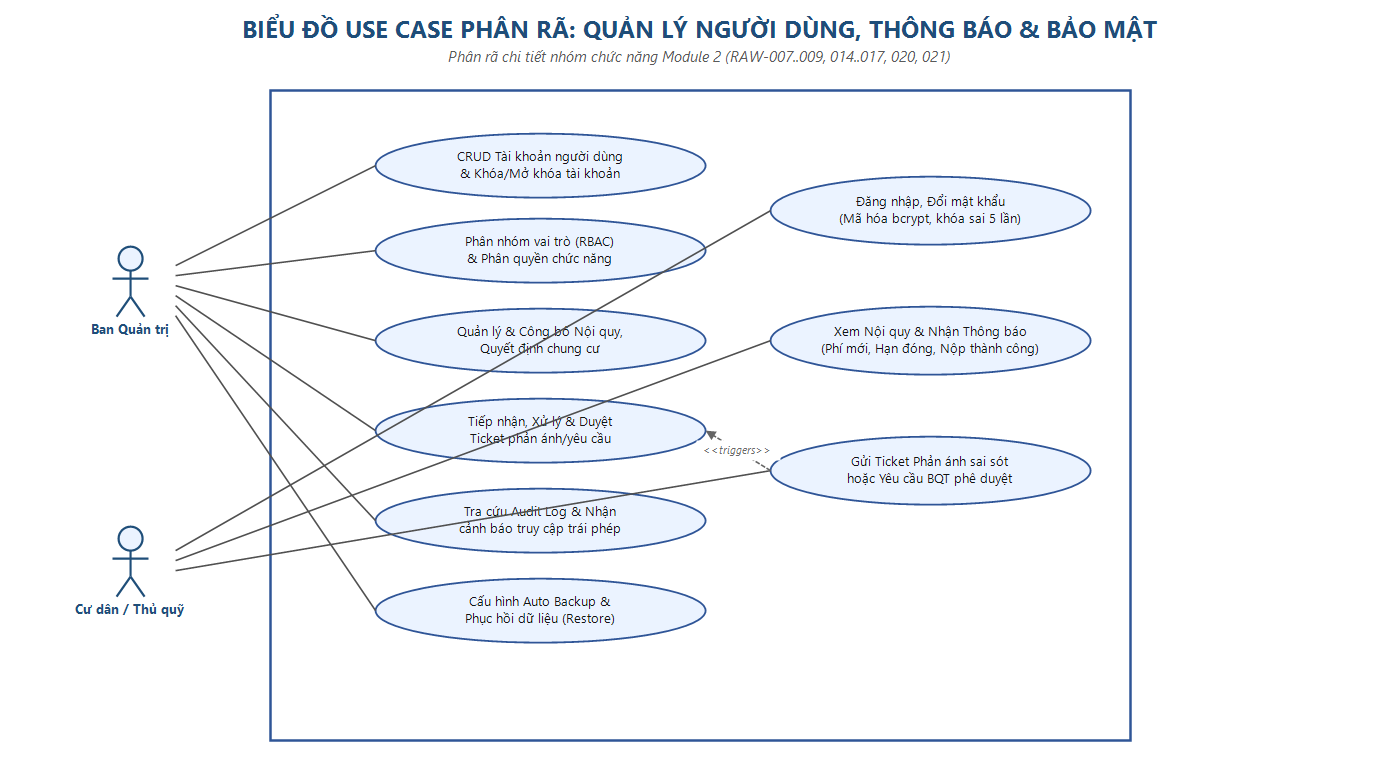 BIỂU ĐỒ USE CASE PHÂN RÃ: QUẢN LÝ NGƯỜI DÙNG, THÔNG BÁO & BẢO MẬT
Phân rã chi tiết nhóm chức năng Module 2 (RAW-007..009, 014..017, 020, 021)
CRUD Tài khoản người dùng
& Khóa/Mở khóa tài khoản
Đăng nhập, Đổi mật khẩu
(Mã hóa bcrypt, khóa sai 5 lần)
Phân nhóm vai trò (RBAC)
& Phân quyền chức năng
Ban Quản trị
Quản lý & Công bố Nội quy,
Quyết định chung cư
Xem Nội quy & Nhận Thông báo
(Phí mới, Hạn đóng, Nộp thành công)
Tiếp nhận, Xử lý & Duyệt
Ticket phản ánh/yêu cầu
<<triggers>>
Gửi Ticket Phản ánh sai sót
hoặc Yêu cầu BQT phê duyệt
Tra cứu Audit Log & Nhận
cảnh báo truy cập trái phép
Cư dân / Thủ quỹ
Cấu hình Auto Backup &
Phục hồi dữ liệu (Restore)